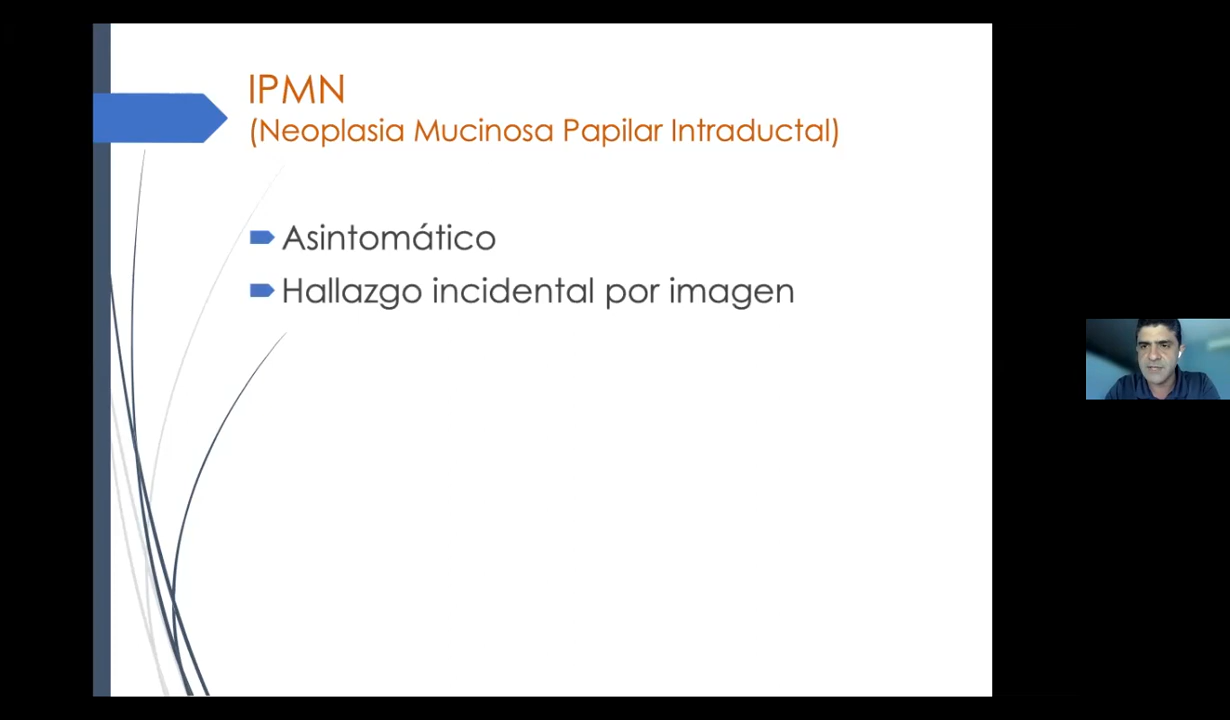 IPMN
(Neoplasia Mucinosa Papilar Intraductal)
Asintomático
Hallazgo incidental por imagen